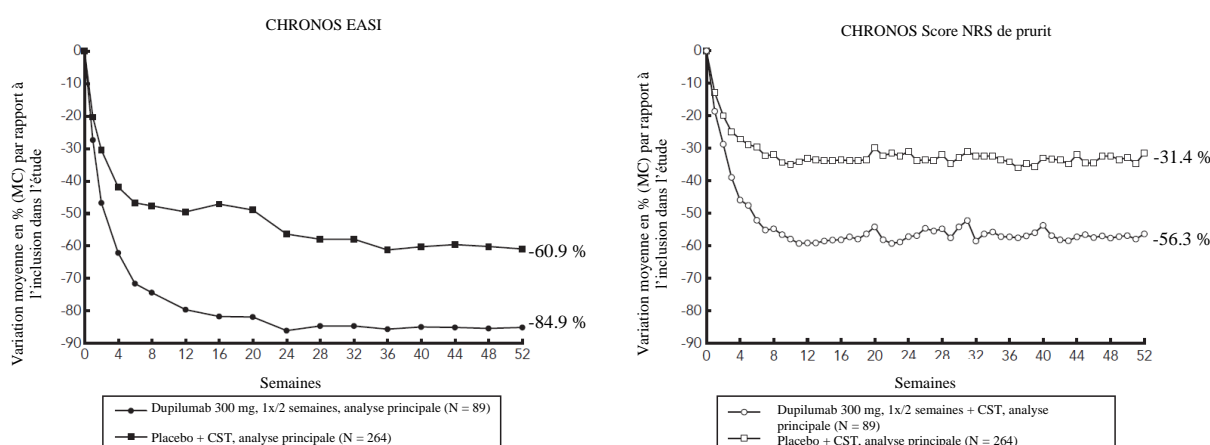 CHRONOS EASI
Variation moyenne en % (MC) par rapport à
l'inclusion dans l'étude
0
-10
-20
-30
-40
-50
-60
-70
-80
-90
-60.9 %
-84.9 %
0 4 8 12 16 20 24 28 32 36 40 44 48 52
Semaines
Dupilumab 300 mg, 1x/2 semaines, analyse principale (N = 89)
Placebo + CST, analyse principale (N = 264)
CHRONOS Score NRS de prurit
Variation moyenne en % (MC) par rapport à
l'inclusion dans l'étude
0
-10
-20
-30
-40
-50
-60
-70
-80
-90
-31.4 %
-56.3 %
0 4 8 12 16 20 24 28 32 36 40 44 48 52
Semaines
Dupilumab 300 mg, 1x/2 semaines + CST, analyse
principale (N = 89)
Placebo + CST, analyse principale (N = 264)